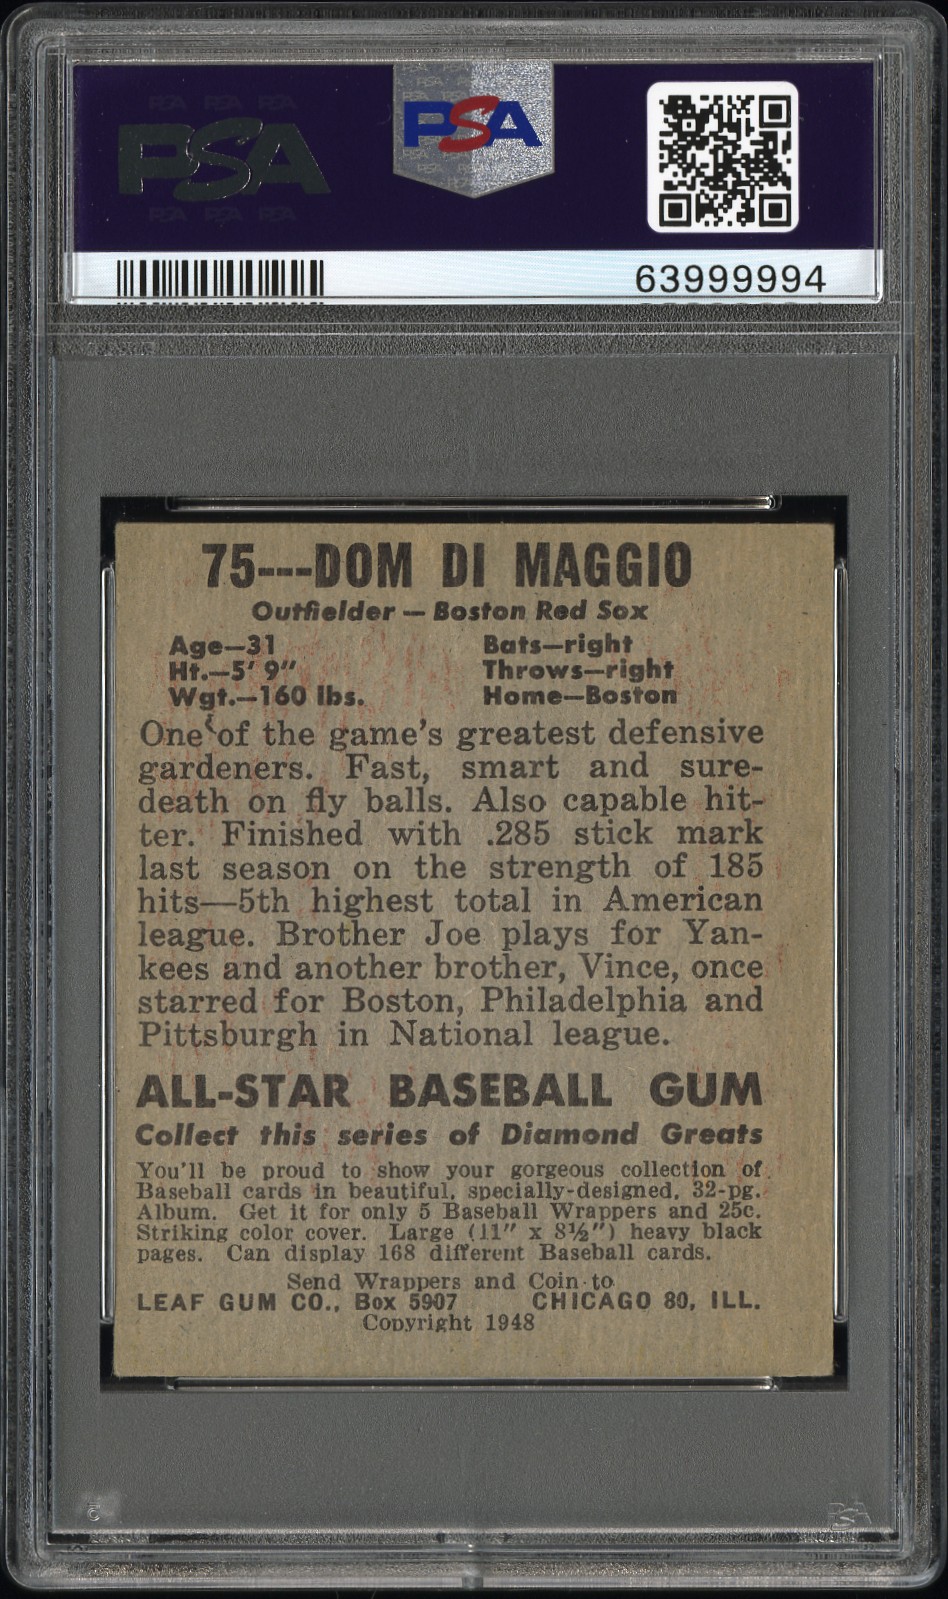 PSA PSA PSA
PSA
PSA PSA PSA
PSA
63999994
75---DOM DI MAGGIO
Outfielder — Boston Red Sox
Age—31 Bats—right
Ht.—5' 9" Throws—right
Wgt.—160 lbs. Home—Boston
One of the game's greatest defensive
gardeners. Fast, smart and sure-
death on fly balls. Also capable hit-
ter. Finished with .285 stick mark
last season on the strength of 185
hits—5th highest total in American
league. Brother Joe plays for Yan-
kees and another brother, Vince, once
starred for Boston, Philadelphia and
Pittsburgh in National league.
ALL-STAR BASEBALL GUM
Collect this series of Diamond Greats
You'll be proud to show your gorgeous collection of
Baseball cards in beautiful, specially-designed, 32-pg.
Album. Get it for only 5 Baseball Wrappers and 25c.
Striking color cover. Large (11" x 8½") heavy black
pages. Can display 168 different Baseball cards.
Send Wrappers and Coin to
LEAF GUM CO., Box 5907 CHICAGO 80, ILL.
Copyright 1948
PSA